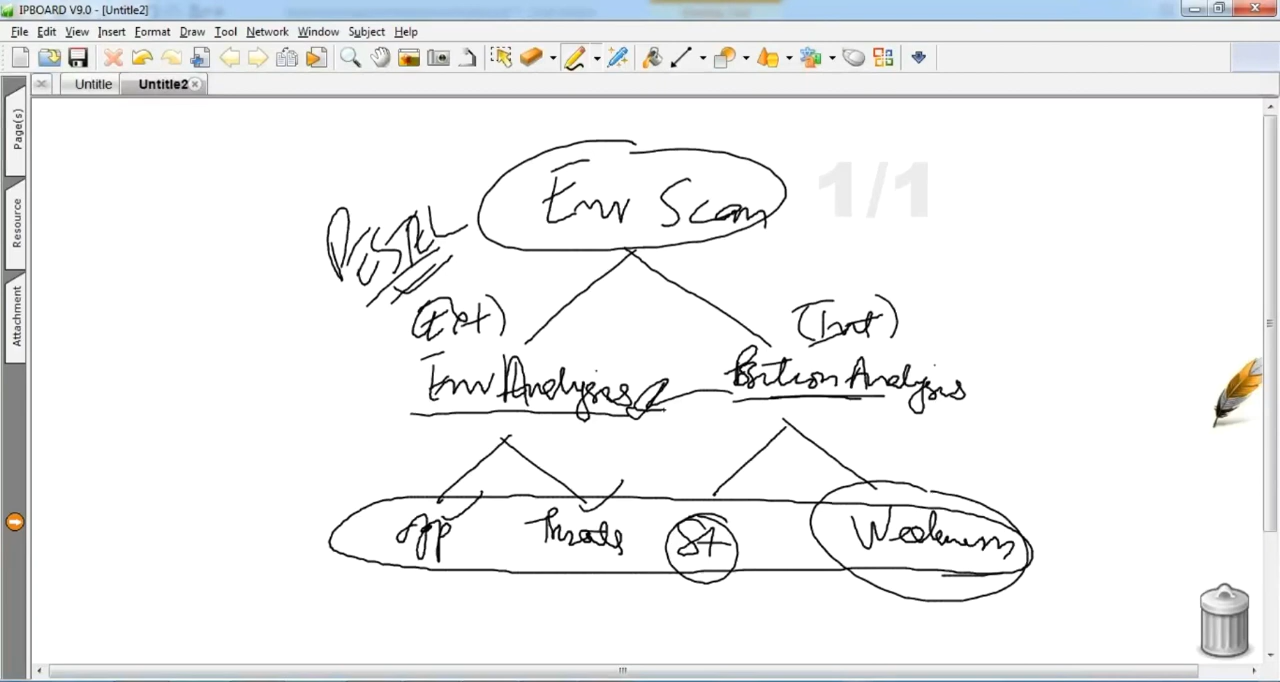 IPBOARD V9.0 - [Untitle2]
File Edit View Insert Format Draw Tool Network Window Subject Help
Untitle Untitle2
Page(s)
Resource
Attachment
1/1
Env Scan
PESTEL
(Ext) (Int)
Env Analysis Position Analysis
Opp Threats St Weakness